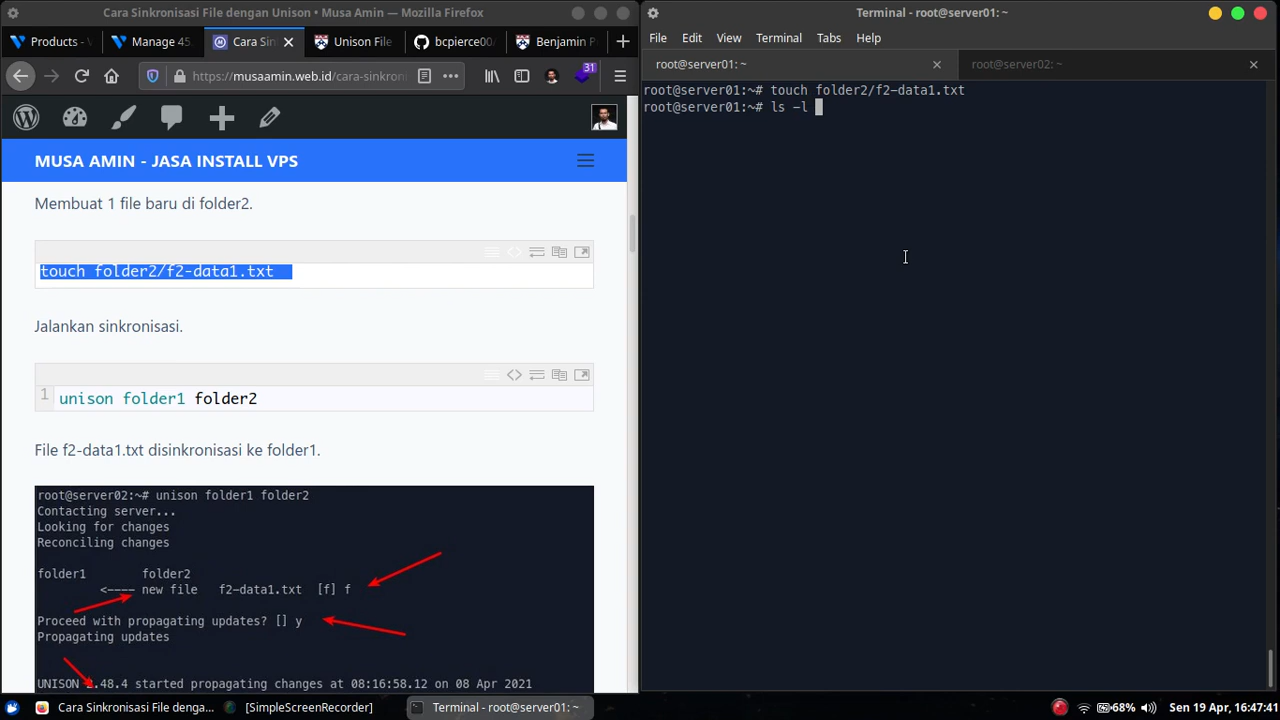 Cara Sinkronisasi File dengan Unison • Musa Amin — Mozilla Firefox
Products - V
Manage 45.
Cara Sin
Unison File
bcpierce00
Benjamin P
https://musaamin.web.id/cara-sinkron
31
MUSA AMIN - JASA INSTALL VPS
Membuat 1 file baru di folder2.
touch folder2/f2-data1.txt
Jalankan sinkronisasi.
1 unison folder1 folder2
File f2-data1.txt disinkronisasi ke folder1.
root@server02:~# unison folder1 folder2
Contacting server...
Looking for changes
Reconciling changes
folder1 folder2
<---- new file f2-data1.txt [f] f
Proceed with propagating updates? [] y
Propagating updates
UNISON 2.48.4 started propagating changes at 08:16:58.12 on 08 Apr 2021
Terminal - root@server01: ~
File Edit View Terminal Tabs Help
root@server01: ~
root@server02: ~
root@server01:~# touch folder2/f2-data1.txt
root@server01:~# ls -l
Cara Sinkronisasi File denga...
[SimpleScreenRecorder]
Terminal - root@server01: ~
68%
Sen 19 Apr, 16:47:41